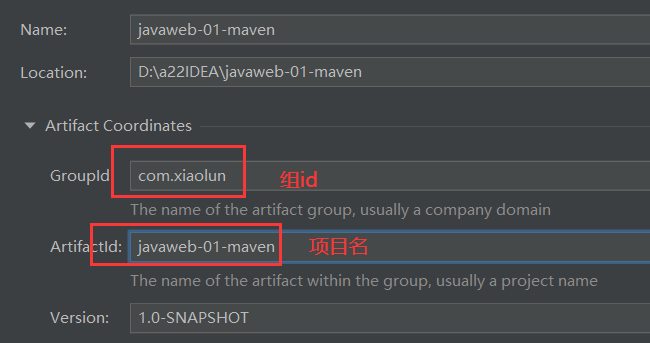 Name: javaweb-01-maven
Location: D:\a22IDEA\javaweb-01-maven
Artifact Coordinates
GroupId com.xiaolun 组id
The name of the artifact group, usually a company domain
ArtifactId: javaweb-01-maven 项目名
The name of the artifact within the group, usually a project name
Version: 1.0-SNAPSHOT